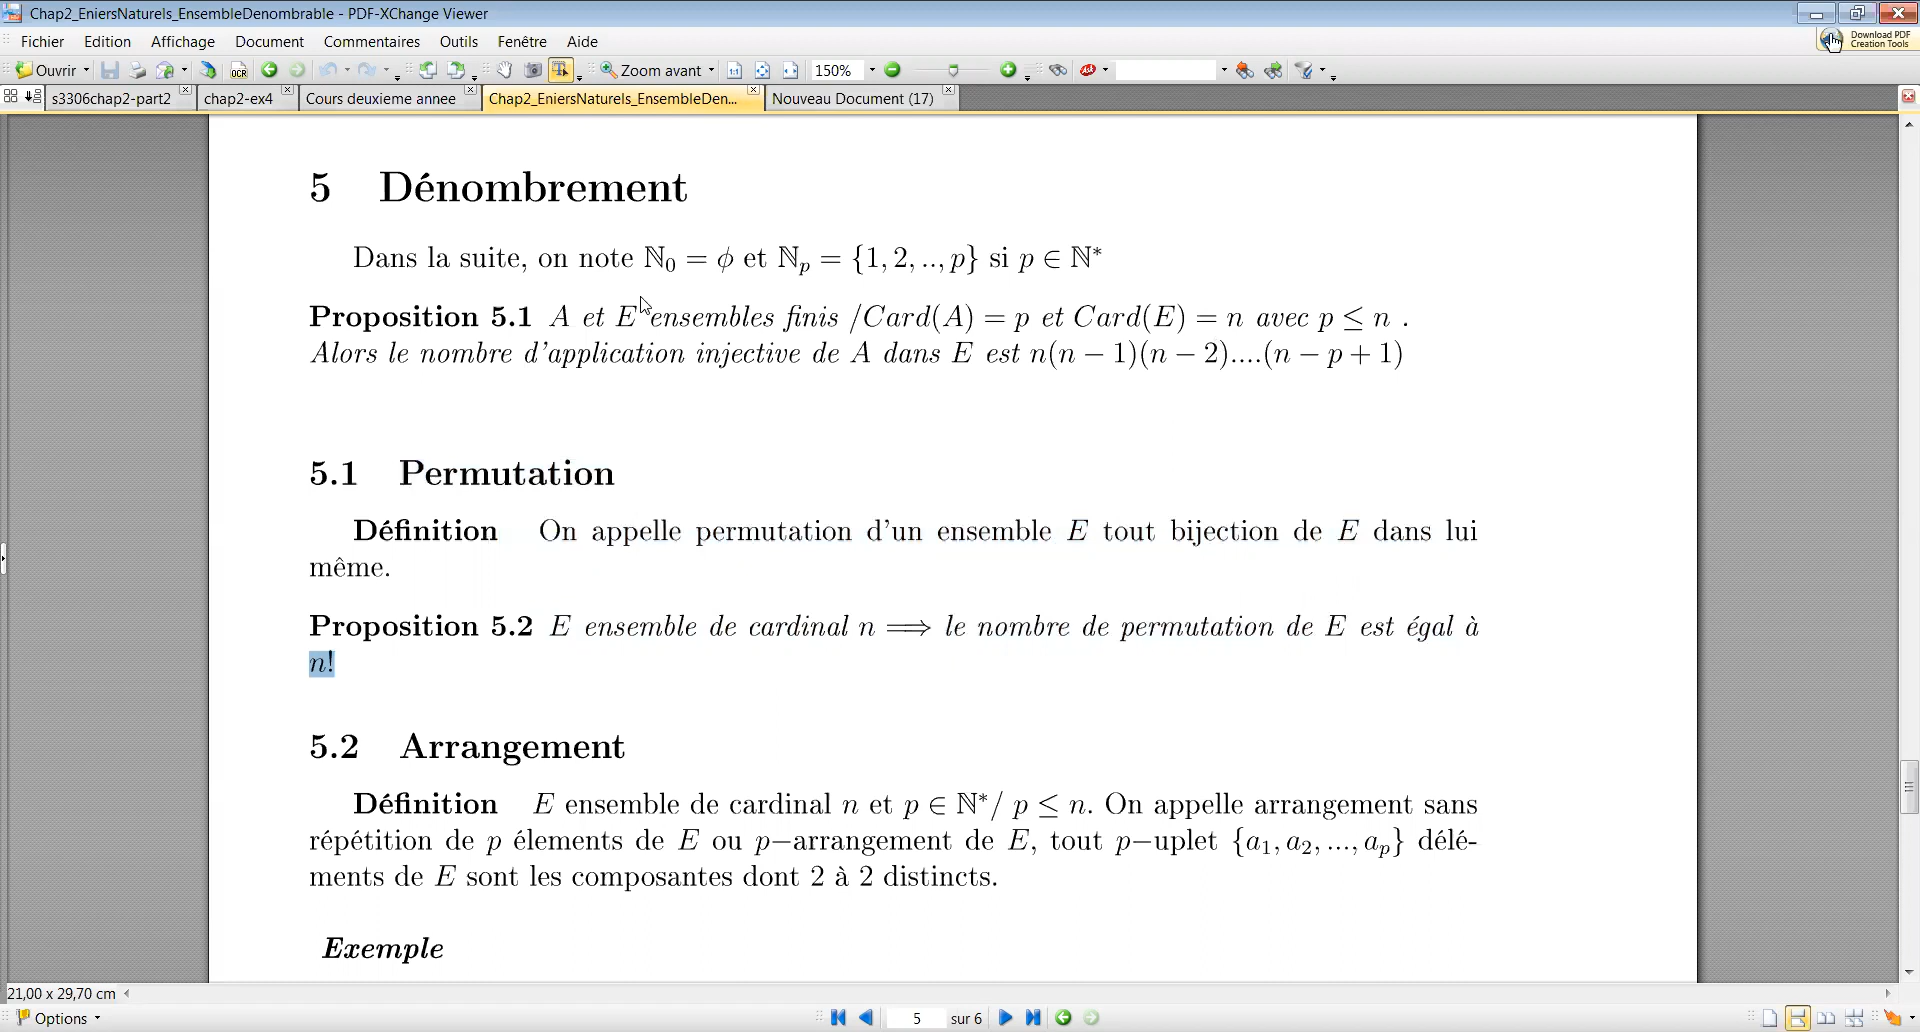 Chap2_EniersNaturels_EnsembleDenombrable - PDF-XChange Viewer
Fichier Edition Affichage Document Commentaires Outils Fenêtre Aide
Download PDF
Creation Tools
Ouvrir OCR Zoom avant 150%
s3306chap2-part2 chap2-ex4 Cours deuxieme annee Chap2_EniersNaturels_EnsembleDen... Nouveau Document (17)
5 Dénombrement
Dans la suite, on note ℕ₀ = ϕ et ℕₚ = {1, 2, .., p} si p ∈ ℕ*
Proposition 5.1 A et E ensembles finis /Card(A) = p et Card(E) = n avec p ≤ n .
Alors le nombre d'application injective de A dans E est n(n − 1)(n − 2)....(n − p + 1)
5.1 Permutation
Définition On appelle permutation d'un ensemble E tout bijection de E dans lui
même.
Proposition 5.2 E ensemble de cardinal n ⟹ le nombre de permutation de E est égal à
n!
5.2 Arrangement
Définition E ensemble de cardinal n et p ∈ ℕ*/ p ≤ n. On appelle arrangement sans
répétition de p élements de E ou p−arrangement de E, tout p−uplet {a₁, a₂, ..., aₚ} délé-
ments de E sont les composantes dont 2 à 2 distincts.
Exemple
21,00 x 29,70 cm
Options 5 sur 6